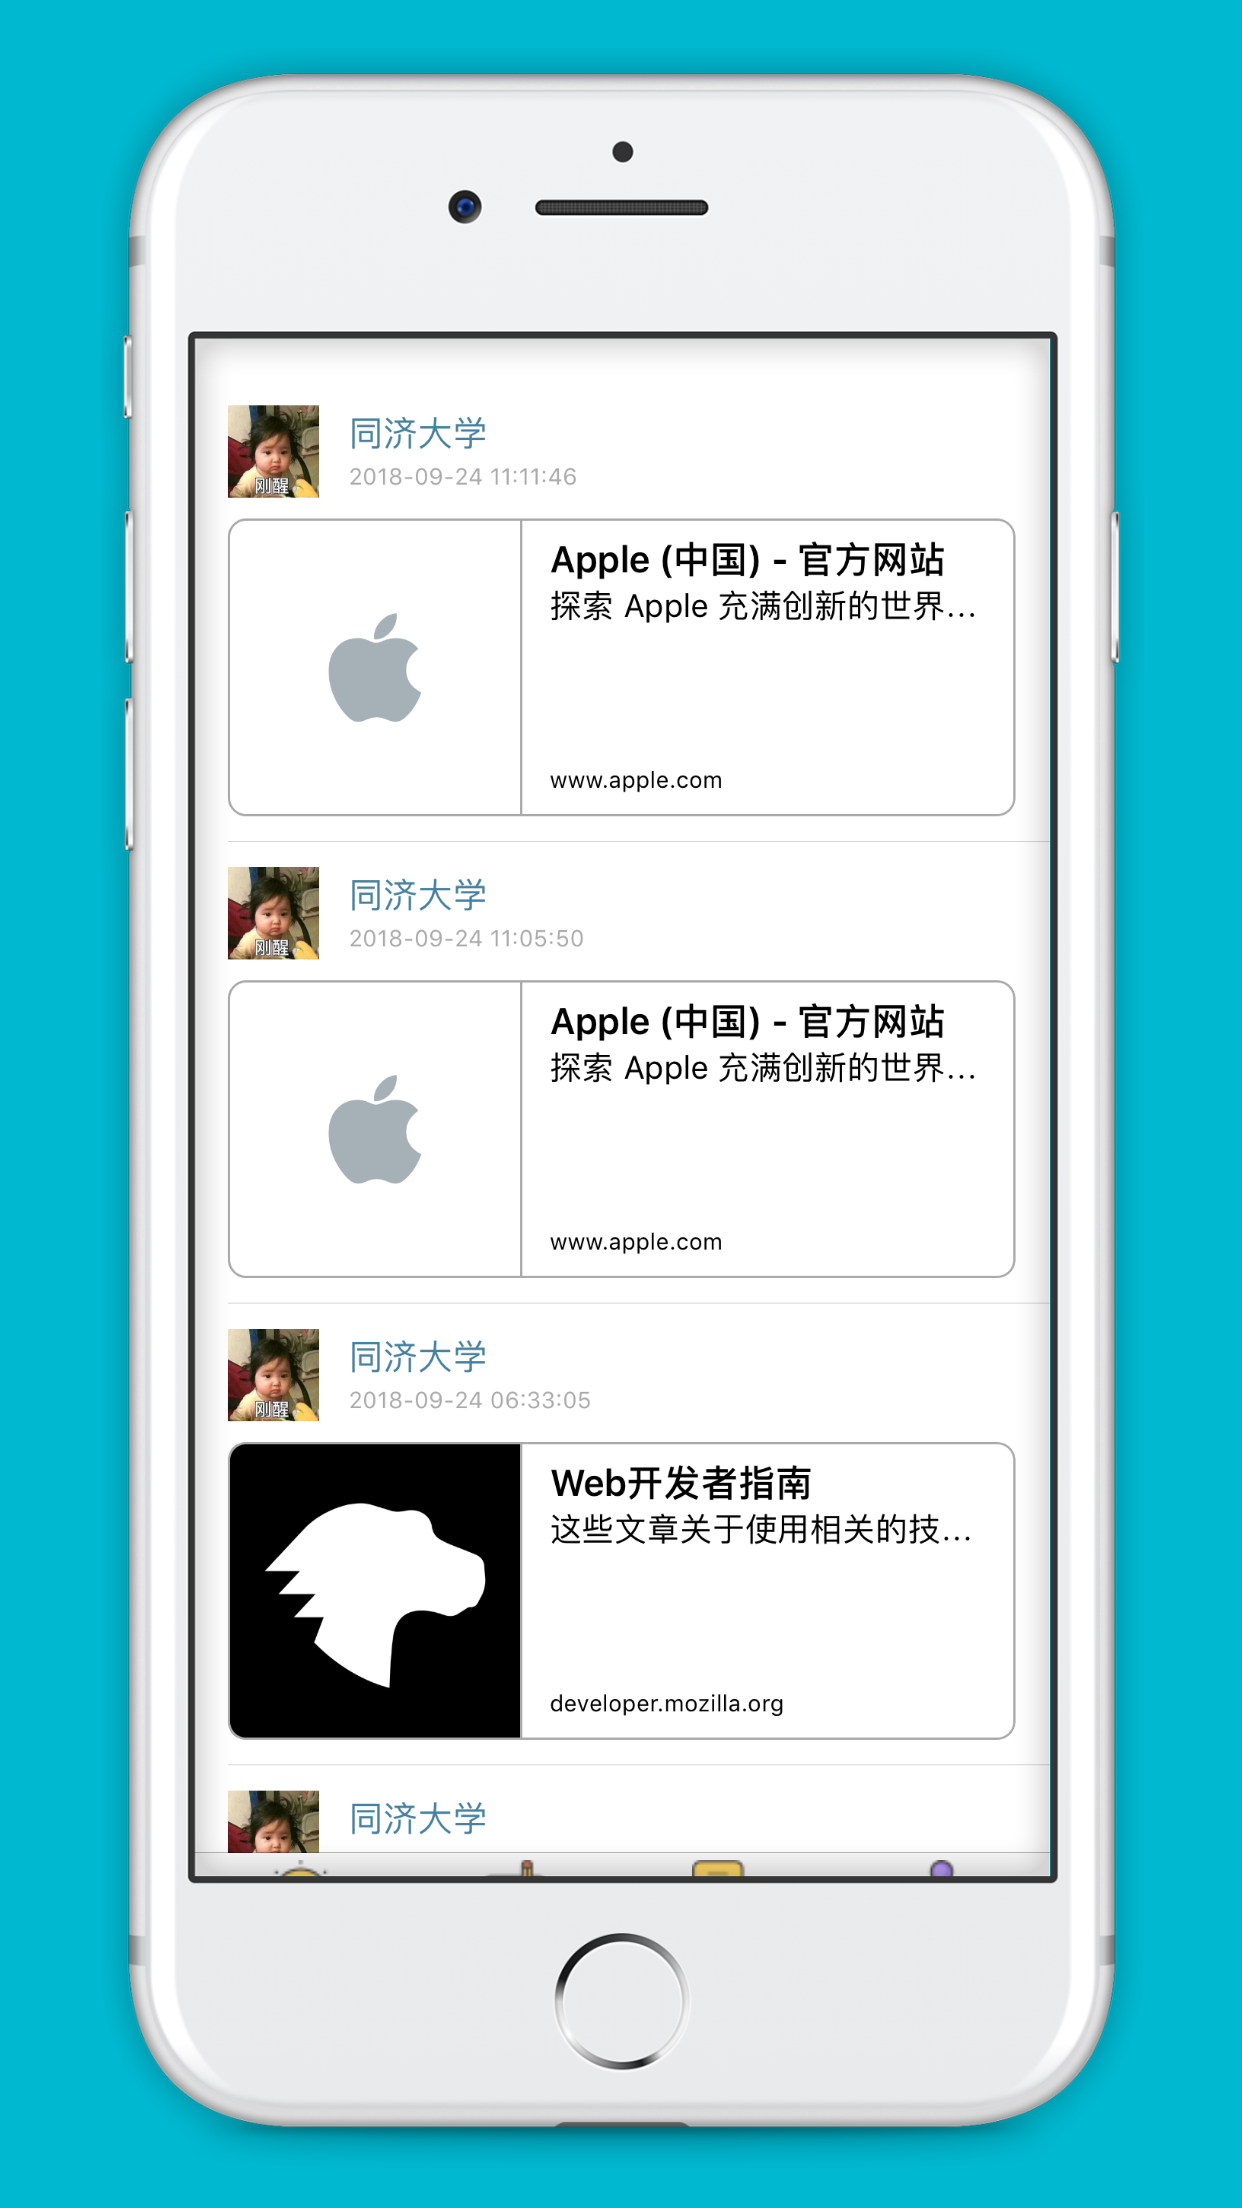 同济大学
2018-09-24 11:11:46
刚醒
Apple (中国) - 官方网站
探索 Apple 充满创新的世界...
www.apple.com
同济大学
2018-09-24 11:05:50
刚醒
Apple (中国) - 官方网站
探索 Apple 充满创新的世界...
www.apple.com
同济大学
2018-09-24 06:33:05
刚醒
Web开发者指南
这些文章关于使用相关的技...
developer.mozilla.org
同济大学